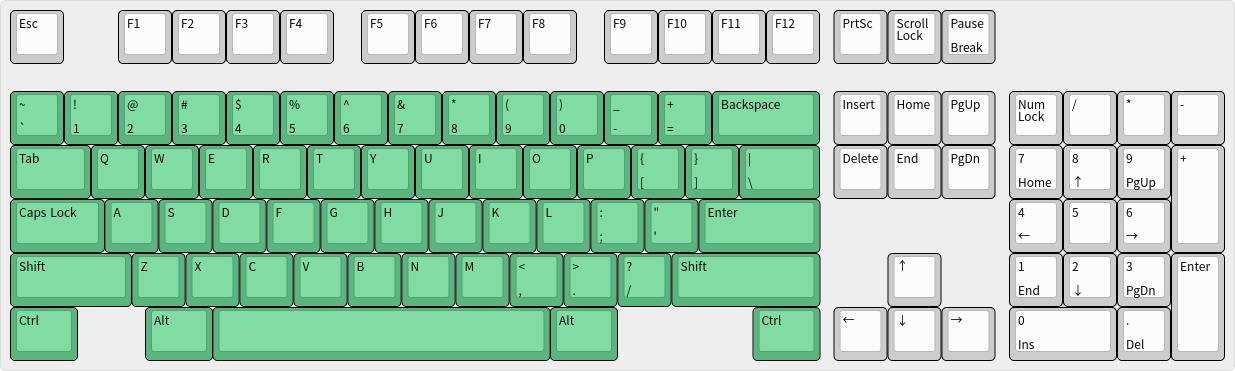 Esc F1 F2 F3 F4 F5 F6 F7 F8 F9 F10 F11 F12 PrtSc Scroll Pause
Lock
Break
~ ! @ # $ % ^ & * ( ) _ + Backspace Insert Home PgUp Num / * -
Lock
` 1 2 3 4 5 6 7 8 9 0 - =
Tab Q W E R T Y U I O P { } | Delete End PgDn 7 8 9 +
[ ] \ Home ↑ PgUp
Caps Lock A S D F G H J K L : " Enter 4 5 6
; ' ← →
Shift Z X C V B N M < > ? Shift ↑ 1 2 3 Enter
, . / End ↓ PgDn
Ctrl Alt Alt Ctrl ← ↓ → 0 .
Ins Del